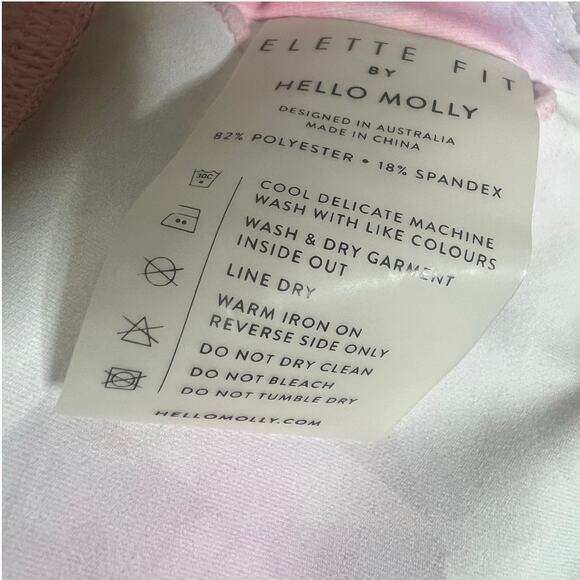 ELETTE FIT
BY
HELLO MOLLY
DESIGNED IN AUSTRALIA
MADE IN CHINA
82% POLYESTER • 18% SPANDEX
30C
COOL DELICATE MACHINE
WASH WITH LIKE COLOURS
WASH & DRY GARMENT
INSIDE OUT
LINE DRY
WARM IRON ON
REVERSE SIDE ONLY
DO NOT DRY CLEAN
DO NOT BLEACH
DO NOT TUMBLE DRY
HELLOMOLLY.COM